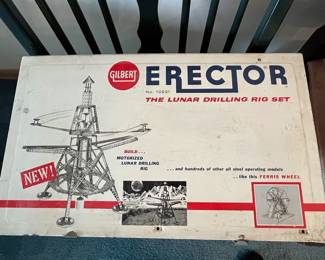 GILBERT
ERECTOR
No. 10091
THE LUNAR DRILLING RIG SET
BUILD...
MOTORIZED
LUNAR DRILLING
RIG
...and hundreds of other all steel operating models
...like this FERRIS WHEEL
NEW!